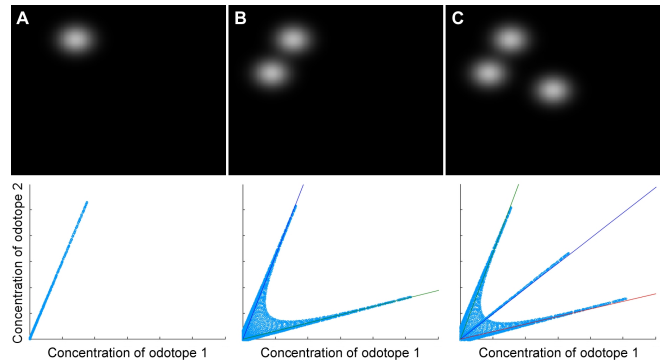 A
B
C
Concentration of odotope 2
Concentration of odotope 1
Concentration of odotope 1
Concentration of odotope 1